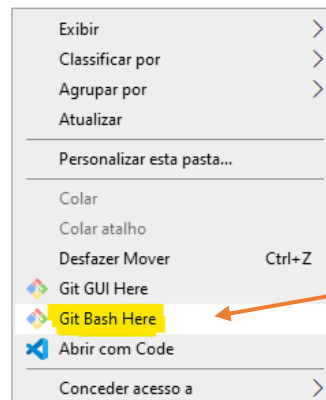 Exibir
Classificar por
Agrupar por
Atualizar
Personalizar esta pasta...
Colar
Colar atalho
Desfazer Mover Ctrl+Z
Git GUI Here
Git Bash Here
Abrir com Code
Conceder acesso a